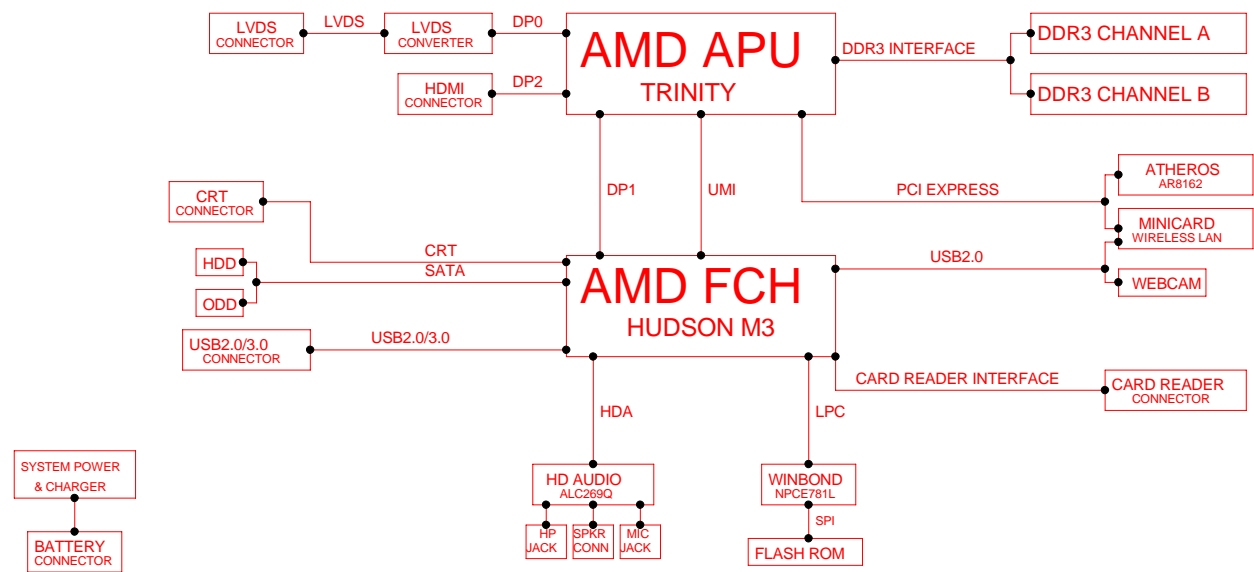 LVDS
CONNECTOR
LVDS
LVDS
CONVERTER
DP0
AMD APU
TRINITY
DDR3 INTERFACE
DDR3 CHANNEL A
HDMI
CONNECTOR
DP2
DDR3 CHANNEL B
DP1
UMI
PCI EXPRESS
ATHEROS
AR8162
CRT
CONNECTOR
MINICARD
WIRELESS LAN
CRT
HDD
SATA
ODD
AMD FCH
HUDSON M3
USB2.0
WEBCAM
USB2.0/3.0
CONNECTOR
USB2.0/3.0
CARD READER INTERFACE
CARD READER
CONNECTOR
HDA
LPC
SYSTEM POWER
& CHARGER
BATTERY
CONNECTOR
HD AUDIO
ALC269Q
HP
JACK
SPKR
CONN
MIC
JACK
WINBOND
NPCE781L
SPI
FLASH ROM